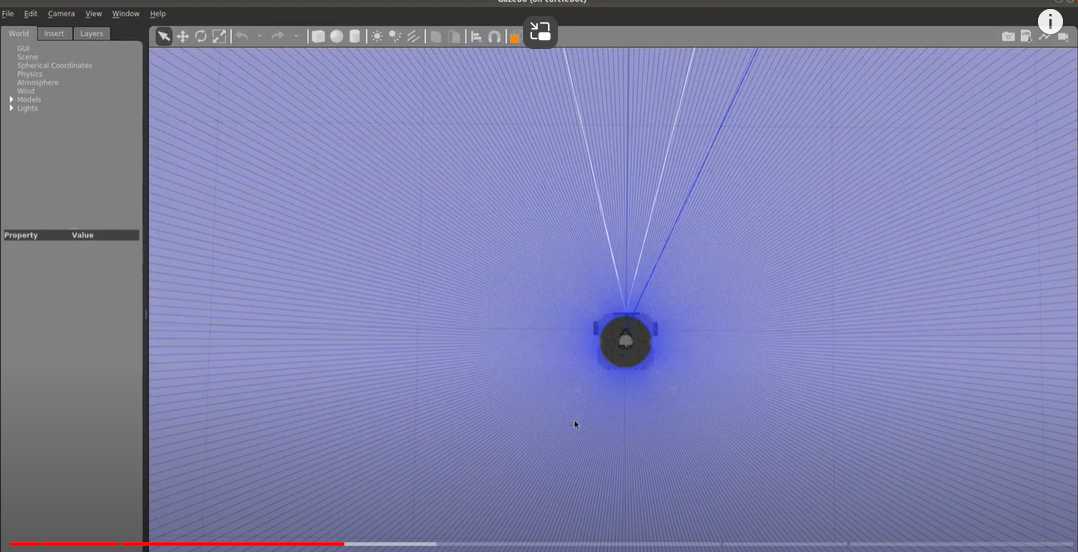 File Edit Camera View Window Help
World Insert Layers
GUI
Scene
Spherical Coordinates
Physics
Atmosphere
Wind
Models
Lights
Property Value